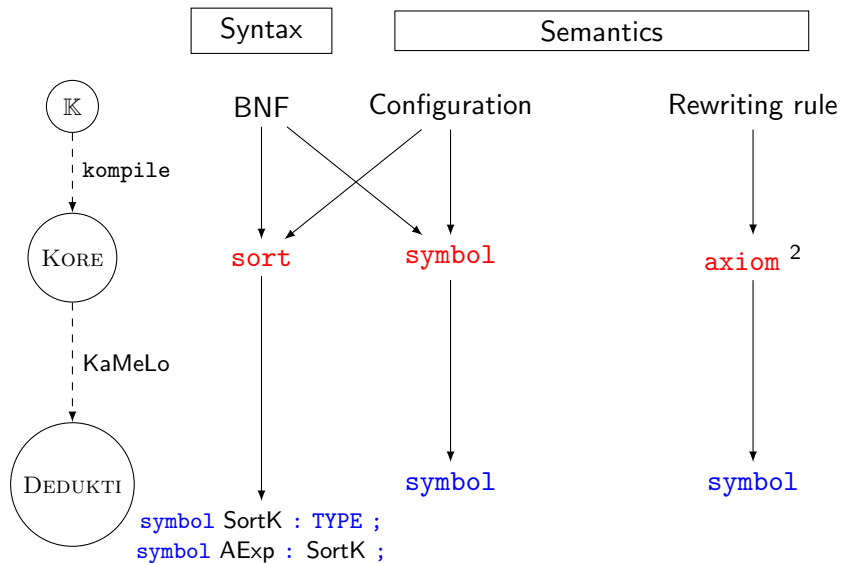 Syntax
Semantics
𝕂
BNF
Configuration
Rewriting rule
kompile
KORE
sort
symbol
axiom 2
KaMeLo
DEDUKTI
symbol
symbol
symbol SortK : TYPE ;
symbol AExp : SortK ;